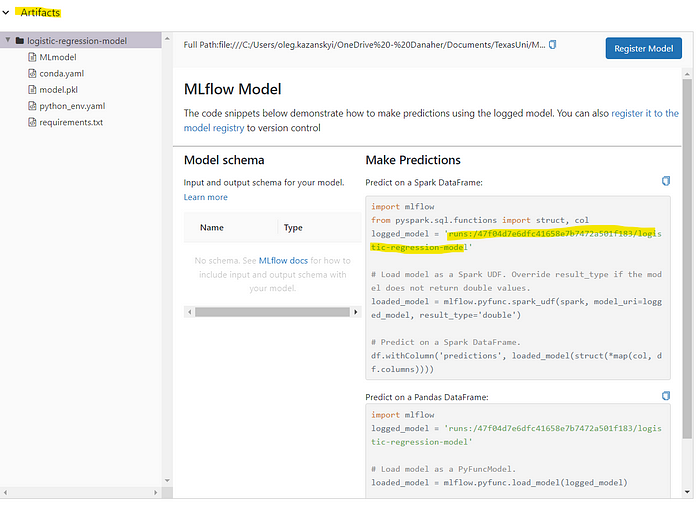 Artifacts
logistic-regression-model
MLmodel
conda.yaml
model.pkl
python_env.yaml
requirements.txt
Full Path:file:///C:/Users/oleg.kazanskyi/OneDrive%20-%20Danaher/Documents/TexasUni/M...
Register Model
MLflow Model
The code snippets below demonstrate how to make predictions using the logged model. You can also register it to the
model registry to version control
Model schema
Input and output schema for your model.
Learn more
Name Type
No schema. See MLflow docs for how to
include input and output schema with
your model.
Make Predictions
Predict on a Spark DataFrame:
import mlflow
from pyspark.sql.functions import struct, col
logged_model = 'runs:/47f04d7e6dfc41658e7b7472a501f183/logis
tic-regression-model'
# Load model as a Spark UDF. Override result_type if the mod
el does not return double values.
loaded_model = mlflow.pyfunc.spark_udf(spark, model_uri=logg
ed_model, result_type='double')
# Predict on a Spark DataFrame.
df.withColumn('predictions', loaded_model(struct(*map(col, d
f.columns))))
Predict on a Pandas DataFrame:
import mlflow
logged_model = 'runs:/47f04d7e6dfc41658e7b7472a501f183/logis
tic-regression-model'
# Load model as a PyFuncModel.
loaded_model = mlflow.pyfunc.load_model(logged_model)